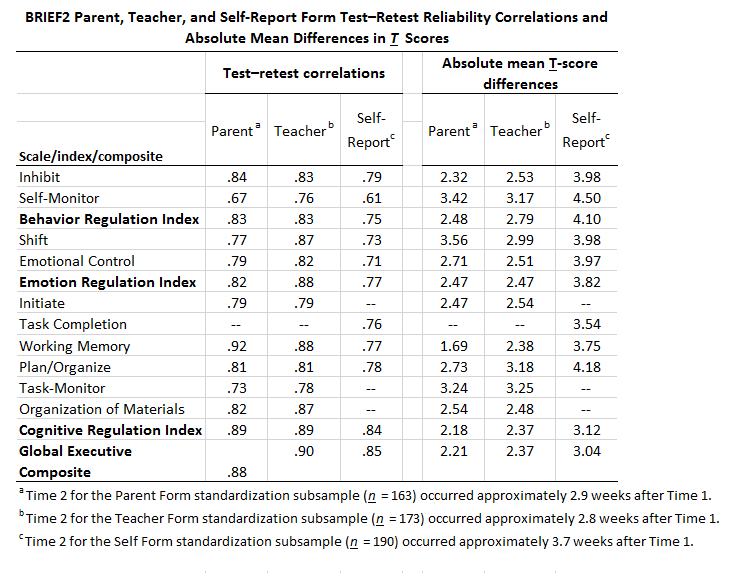 BRIEF2 Parent, Teacher, and Self-Report Form Test–Retest Reliability Correlations and
Absolute Mean Differences in T Scores
Test–retest correlations Absolute mean T-score
differences
Scale/index/composite Parent a Teacher b Self-
Report c Parent a Teacher b Self-
Report c
Inhibit .84 .83 .79 2.32 2.53 3.98
Self-Monitor .67 .76 .61 3.42 3.17 4.50
Behavior Regulation Index .83 .83 .75 2.48 2.79 4.10
Shift .77 .87 .73 3.56 2.99 3.98
Emotional Control .79 .82 .71 2.71 2.51 3.97
Emotion Regulation Index .82 .88 .77 2.47 2.47 3.82
Initiate .79 .79 -- 2.47 2.54 --
Task Completion -- -- .76 -- -- 3.54
Working Memory .92 .88 .77 1.69 2.38 3.75
Plan/Organize .81 .81 .78 2.73 3.18 4.18
Task-Monitor .73 .78 -- 3.24 3.25 --
Organization of Materials .82 .87 -- 2.54 2.48 --
Cognitive Regulation Index .89 .89 .84 2.18 2.37 3.12
Global Executive .90 .85 2.21 2.37 3.04
Composite .88
a Time 2 for the Parent Form standardization subsample (n = 163) occurred approximately 2.9 weeks after Time 1.
b Time 2 for the Teacher Form standardization subsample (n = 173) occurred approximately 2.8 weeks after Time 1.
c Time 2 for the Self Form standardization subsample (n = 190) occurred approximately 3.7 weeks after Time 1.